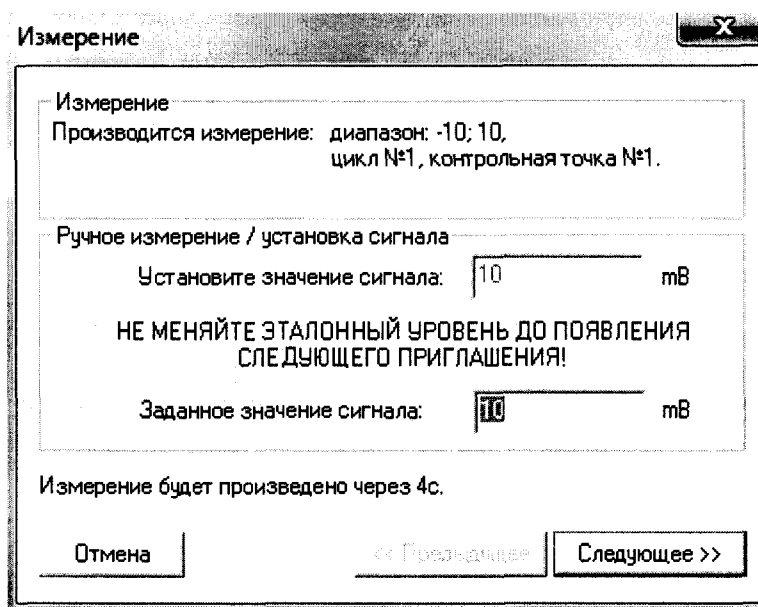 Измерение
Измерение
Производится измерение: диапазон: -10; 10,
цикл №1, контрольная точка №1.
Ручное измерение / установка сигнала
Установите значение сигнала: 10 mB
НЕ МЕНЯЙТЕ ЭТАЛОННЫЙ УРОВЕНЬ ДО ПОЯВЛЕНИЯ
СЛЕДУЮЩЕГО ПРИГЛАШЕНИЯ!
Заданное значение сигнала: 10 mB
Измерение будет произведено через 4с.
Отмена << Предыдущее Следующее >>